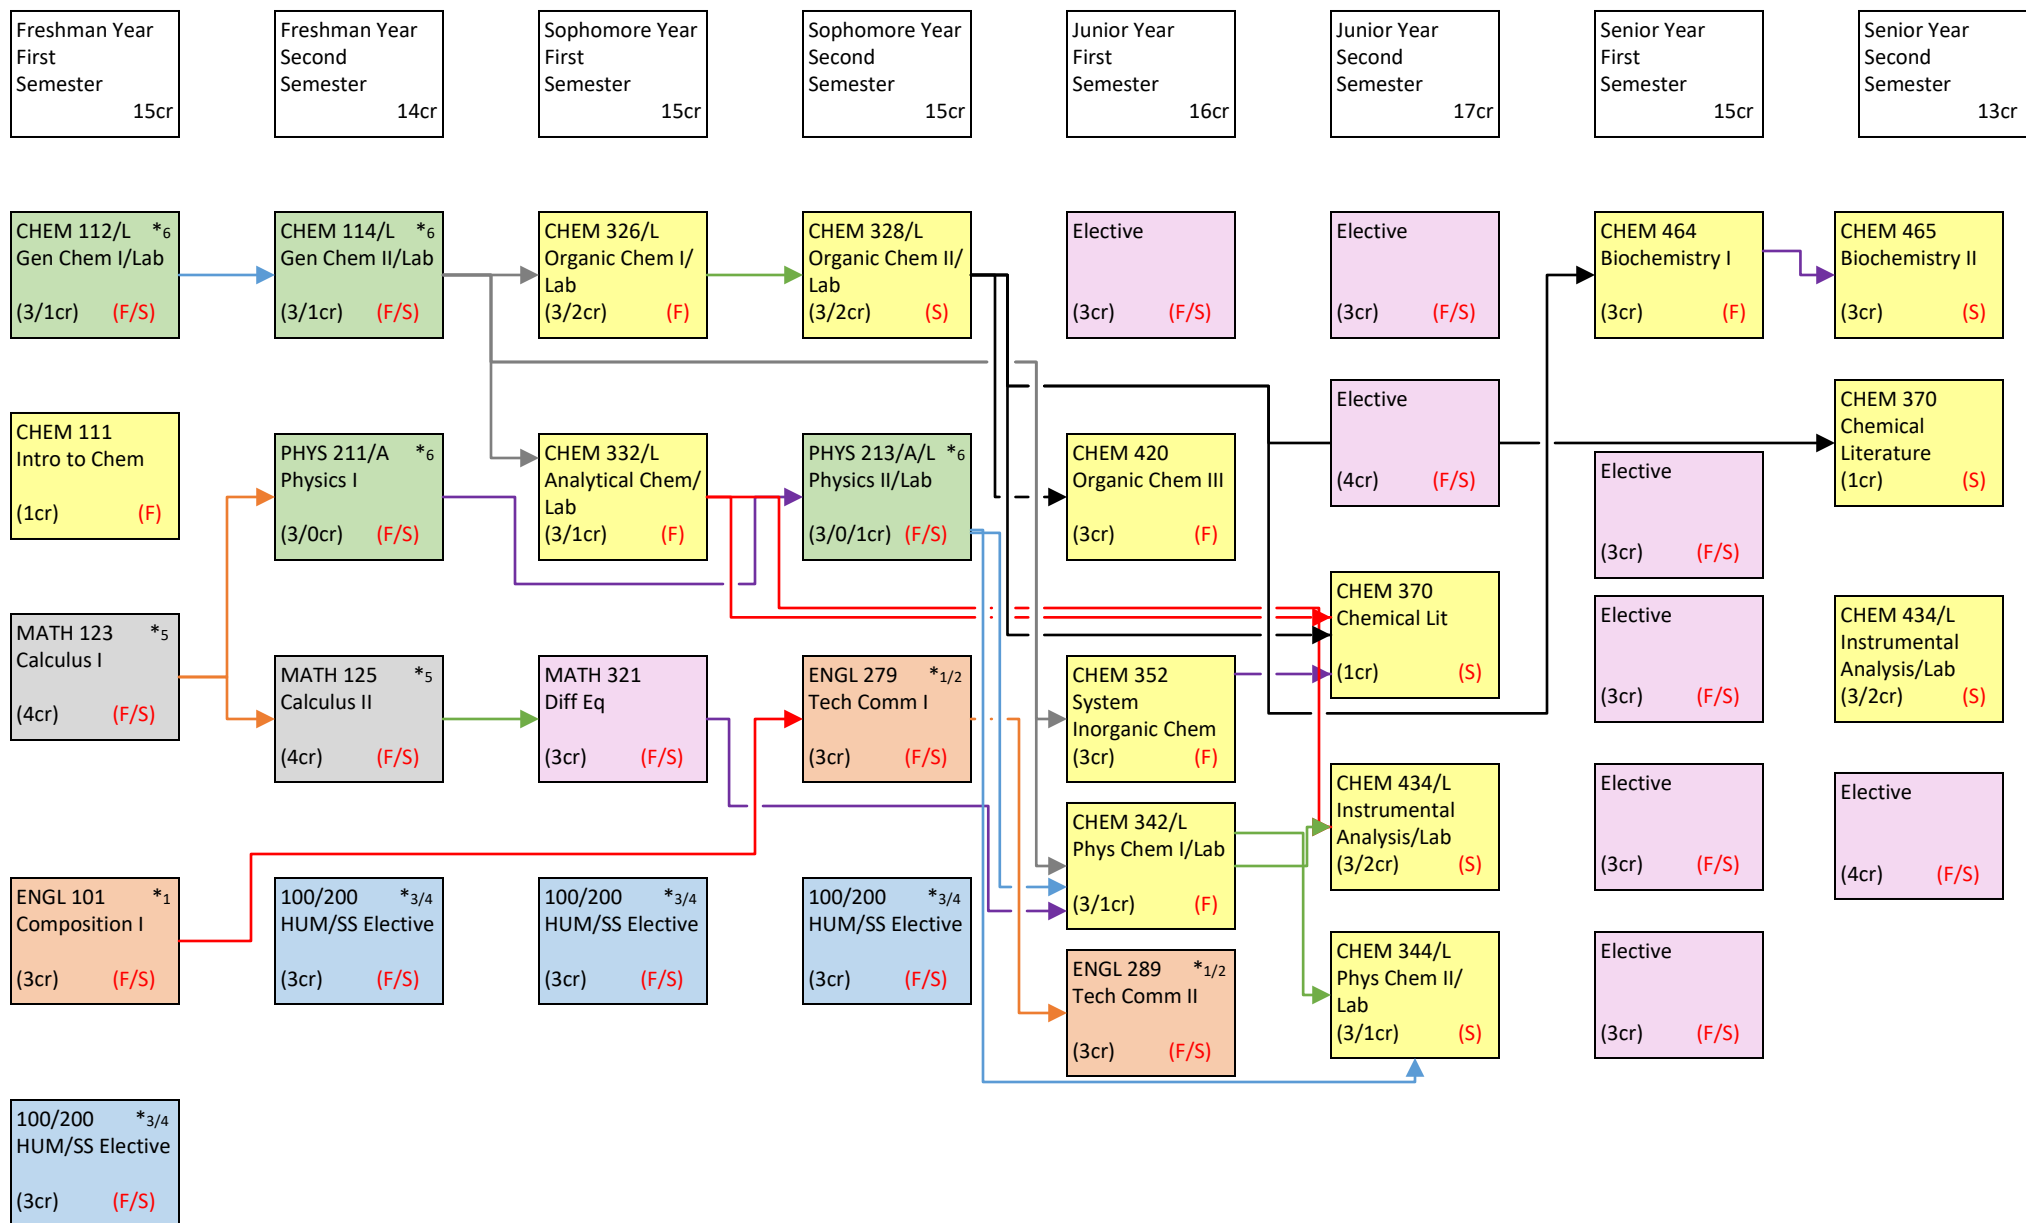 Freshman Year
First
Semester
15cr
Freshman Year
Second
Semester
14cr
Sophomore Year
First
Semester
15cr
Sophomore Year
Second
Semester
15cr
Junior Year
First
Semester
16cr
Junior Year
Second
Semester
17cr
Senior Year
First
Semester
15cr
Senior Year
Second
Semester
13cr
CHEM 112/L *6
Gen Chem I/Lab
(3/1cr) (F/S)
CHEM 111
Intro to Chem
(1cr) (F)
MATH 123 *5
Calculus I
(4cr) (F/S)
ENGL 101 *1
Composition I
(3cr) (F/S)
100/200 *3/4
HUM/SS Elective
(3cr) (F/S)
CHEM 114/L *6
Gen Chem II/Lab
(3/1cr) (F/S)
PHYS 211/A *6
Physics I
(3/0cr) (F/S)
MATH 125 *5
Calculus II
(4cr) (F/S)
100/200 *3/4
HUM/SS Elective
(3cr) (F/S)
CHEM 326/L
Organic Chem I/
Lab
(3/2cr) (F)
CHEM 332/L
Analytical Chem/
Lab
(3/1cr) (F)
MATH 321
Diff Eq
(3cr) (F/S)
100/200 *3/4
HUM/SS Elective
(3cr) (F/S)
CHEM 328/L
Organic Chem II/
Lab
(3/2cr) (S)
PHYS 213/A/L *6
Physics II/Lab
(3/0/1cr) (F/S)
ENGL 279 *1/2
Tech Comm I
(3cr) (F/S)
100/200 *3/4
HUM/SS Elective
(3cr) (F/S)
Elective
(3cr) (F/S)
CHEM 420
Organic Chem III
(3cr) (F)
CHEM 352
System
Inorganic Chem
(3cr) (F)
CHEM 342/L
Phys Chem I/Lab
(3/1cr) (F)
ENGL 289 *1/2
Tech Comm II
(3cr) (F/S)
Elective
(3cr) (F/S)
Elective
(4cr) (F/S)
CHEM 370
Chemical Lit
(1cr) (S)
CHEM 434/L
Instrumental
Analysis/Lab
(3/2cr) (S)
CHEM 344/L
Phys Chem II/
Lab
(3/1cr) (S)
CHEM 464
Biochemistry I
(3cr) (F)
Elective
(3cr) (F/S)
Elective
(3cr) (F/S)
Elective
(3cr) (F/S)
Elective
(3cr) (F/S)
CHEM 465
Biochemistry II
(3cr) (S)
CHEM 370
Chemical
Literature
(1cr) (S)
CHEM 434/L
Instrumental
Analysis/Lab
(3/2cr) (S)
Elective
(4cr) (F/S)